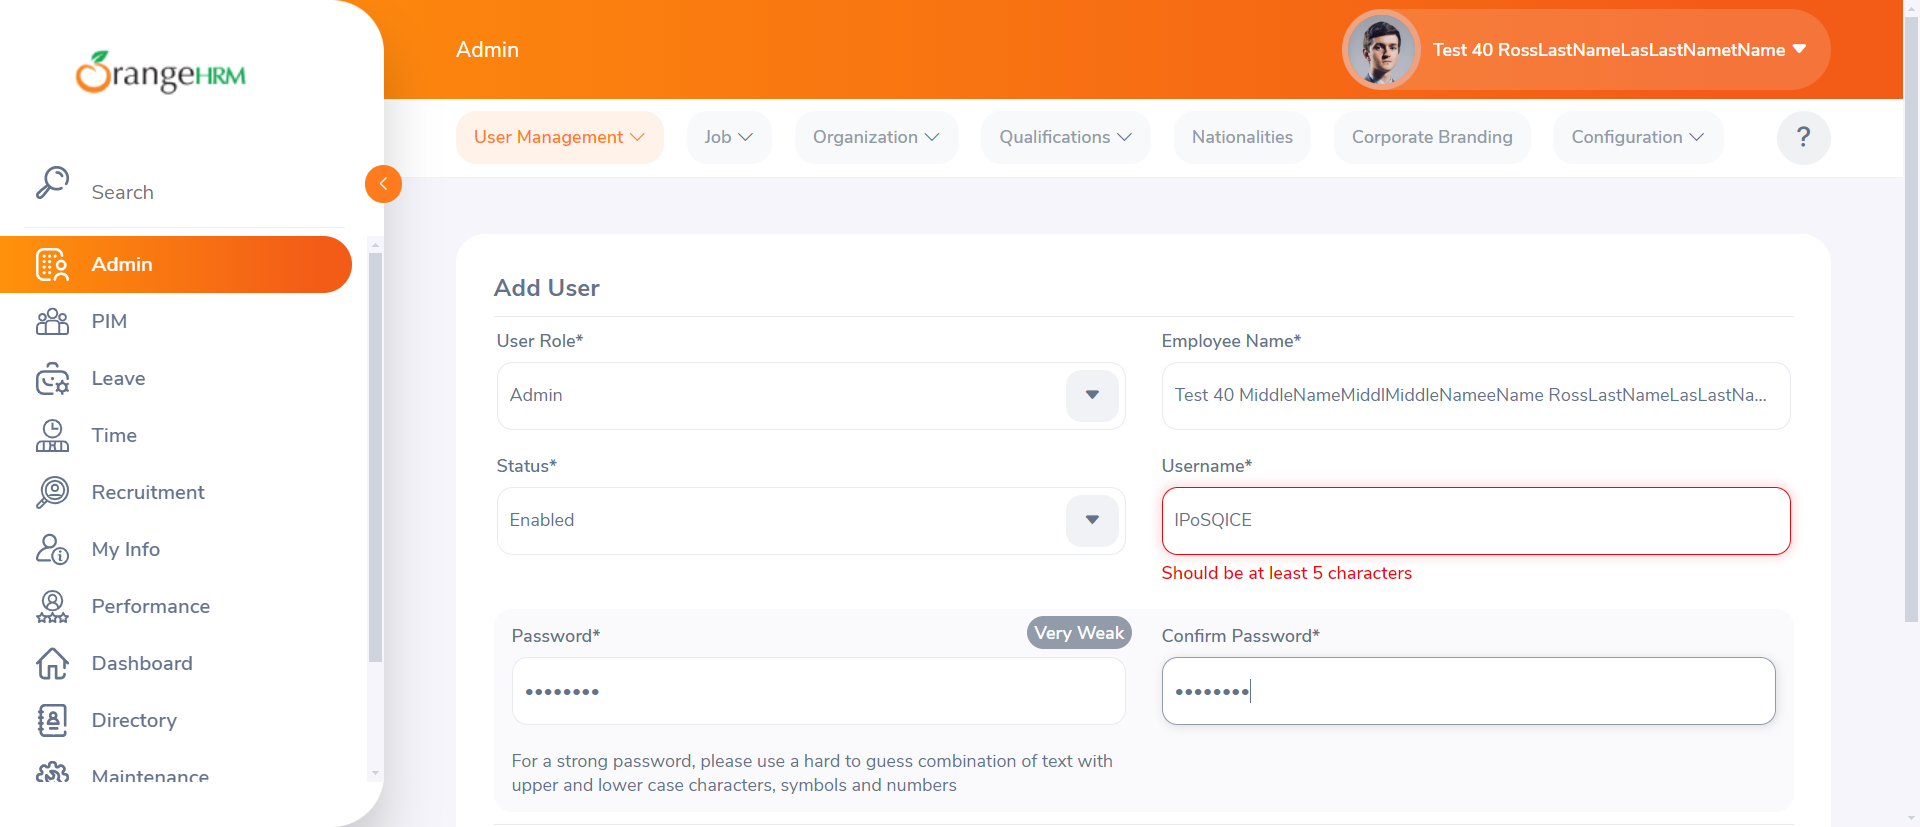 OrangeHRM
Admin
Test 40 RossLastNameLasLastNametName
User Management
Job
Organization
Qualifications
Nationalities
Corporate Branding
Configuration
?
Search
Admin
PIM
Leave
Time
Recruitment
My Info
Performance
Dashboard
Directory
Maintenance
Add User
User Role*
Employee Name*
Admin
Test 40 MiddleNameMiddlMiddleNameeName RossLastNameLasLastNa...
Status*
Username*
Enabled
IPoSQICE
Should be at least 5 characters
Password*
Very Weak
Confirm Password*
For a strong password, please use a hard to guess combination of text with
upper and lower case characters, symbols and numbers